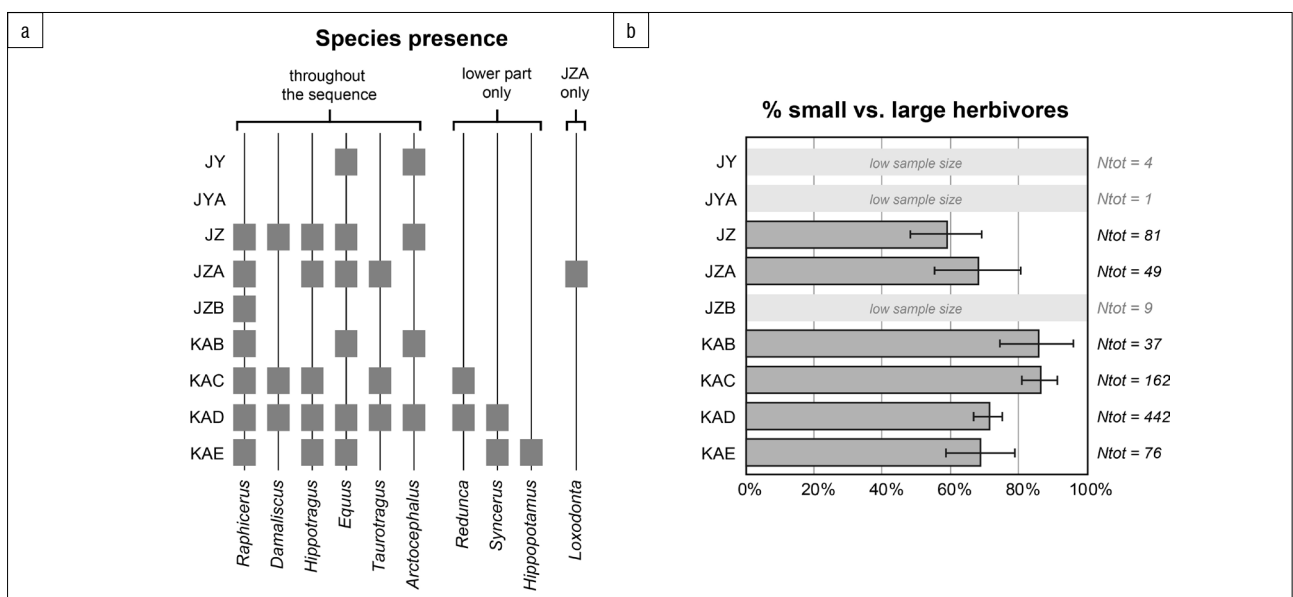 a
Species presence
throughout
the sequence
lower part
only
JZA
only
JY
JYA
JZ
JZA
JZB
KAB
KAC
KAD
KAE
Raphicerus
Damaliscus
Hippotragus
Equus
Taurotragus
Arctocephalus
Redunca
Syncerus
Hippopotamus
Loxodonta
b
% small vs. large herbivores
JY low sample size Ntot = 4
JYA low sample size Ntot = 1
JZ Ntot = 81
JZA Ntot = 49
JZB low sample size Ntot = 9
KAB Ntot = 37
KAC Ntot = 162
KAD Ntot = 442
KAE Ntot = 76
0% 20% 40% 60% 80% 100%